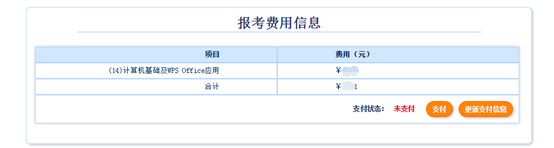 报考费用信息
项目 费用（元）
(14)计算机基础及WPS Office应用 ￥
合计 ￥
支付状态： 未支付 支付 更新支付信息